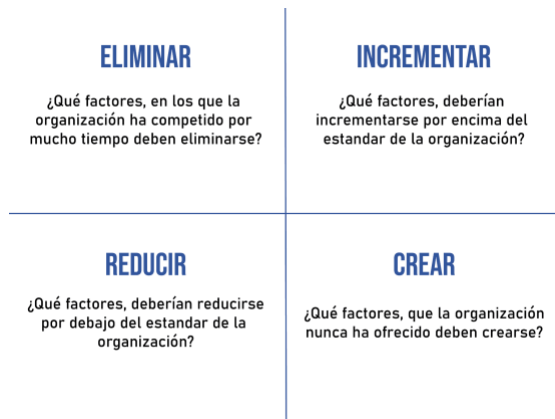 ELIMINAR
¿Qué factores, en los que la
organización ha competido por
mucho tiempo deben eliminarse?
INCREMENTAR
¿Qué factores, deberían
incrementarse por encima del
estandar de la organización?
REDUCIR
¿Qué factores, deberían reducirse
por debajo del estandar de la
organización?
CREAR
¿Qué factores, que la organización
nunca ha ofrecido deben crearse?